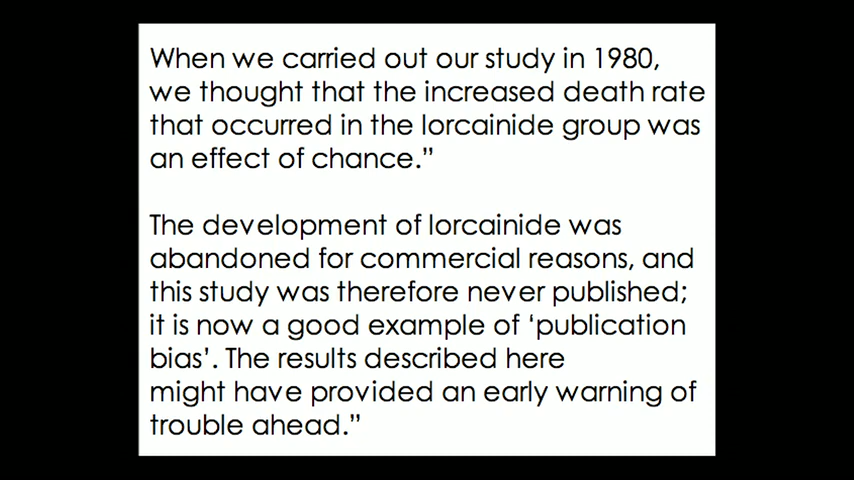 When we carried out our study in 1980,
we thought that the increased death rate
that occurred in the lorcainide group was
an effect of chance.”
The development of lorcainide was
abandoned for commercial reasons, and
this study was therefore never published;
it is now a good example of ‘publication
bias’. The results described here
might have provided an early warning of
trouble ahead.”